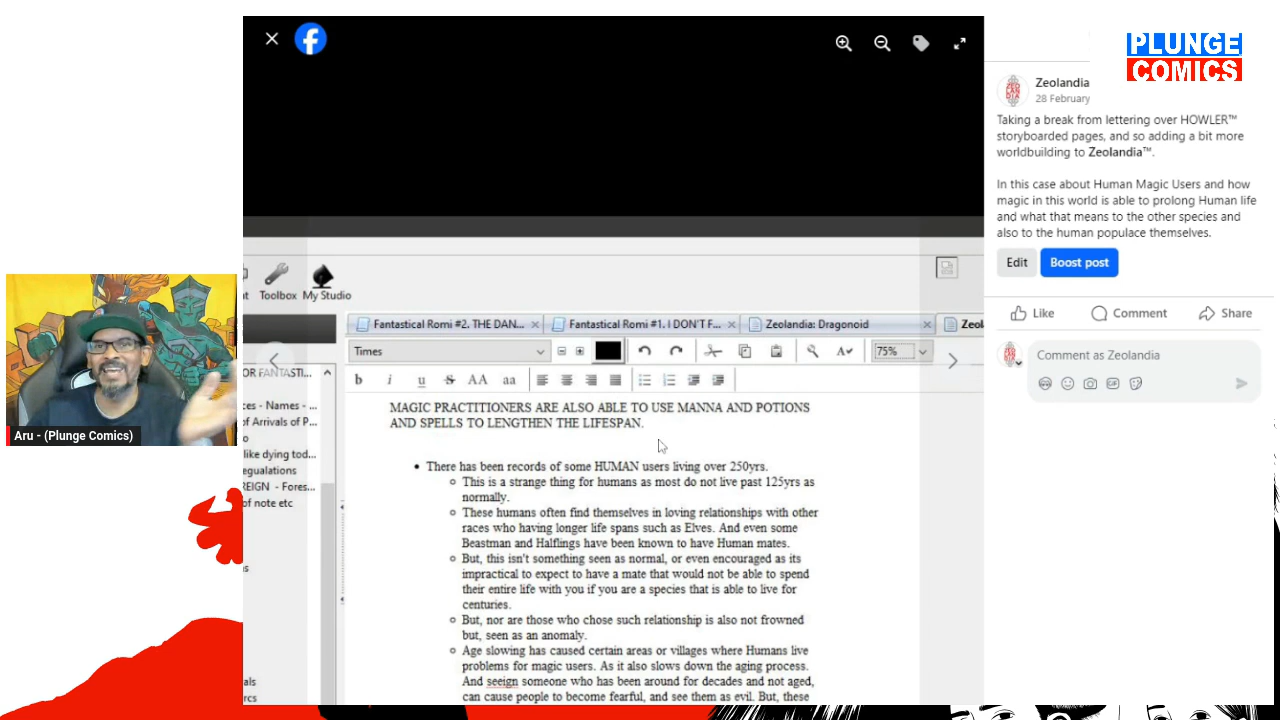 PLUNGE
COMICS
Zeolandia
28 February
Taking a break from lettering over HOWLER™
storyboarded pages, and so adding a bit more
worldbuilding to Zeolandia™.
In this case about Human Magic Users and how
magic in this world is able to prolong Human life
and what that means to the other species and
also to the human populace themselves.
Edit
Boost post
Like
Comment
Share
Comment as Zeolandia
Toolbox
My Studio
Fantastical Romi #2. THE DAN...
Fantastical Romi #1. I DON'T F...
Zeolandia: Dragonoid
Zeol
Times
75%
b i u S AA aa
OR FANTASTI...
ces - Names - ...
of Arrivals of P...
o
like dying tod...
egualations
REIGN - Fores...
of note etc
als
rcs
MAGIC PRACTITIONERS ARE ALSO ABLE TO USE MANNA AND POTIONS
AND SPELLS TO LENGTHEN THE LIFESPAN.
There has been records of some HUMAN users living over 250yrs.
This is a strange thing for humans as most do not live past 125yrs as
normally.
These humans often find themselves in loving relationships with other
races who having longer life spans such as Elves. And even some
Beastman and Halflings have been known to have Human mates.
But, this isn't something seen as normal, or even encouraged as its
impractical to expect to have a mate that would not be able to spend
their entire life with you if you are a species that is able to live for
centuries.
But, nor are those who chose such relationship is also not frowned
but, seen as an anomaly.
Age slowing has caused certain areas or villages where Humans live
problems for magic users. As it also slows down the aging process.
And seeign someone who has been around for decades and not aged,
can cause people to become fearful, and see them as evil. But, these
Aru - (Plunge Comics)